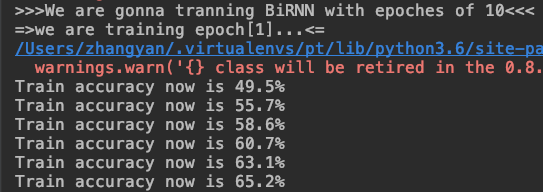 >>>We are gonna tranning BiRNN with epoches of 10<<<
=>we are training epoch[1]...<=
/Users/zhangyan/.virtualenvs/pt/lib/python3.6/site-pa
warnings.warn('{} class will be retired in the 0.8.
Train accuracy now is 49.5%
Train accuracy now is 55.7%
Train accuracy now is 58.6%
Train accuracy now is 60.7%
Train accuracy now is 63.1%
Train accuracy now is 65.2%